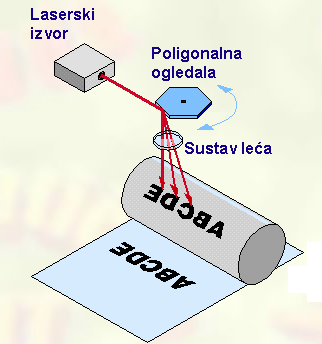 Laserski
izvor
Poligonalna
ogledala
Sustav leća
ABCDE
ABCDE